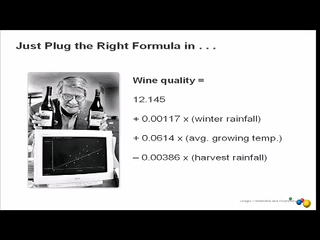 Just Plug the Right Formula in . . .
Wine quality =
12.145
+ 0.00117 x (winter rainfall)
+ 0.0614 x (avg. growing temp.)
– 0.00386 x (harvest rainfall)